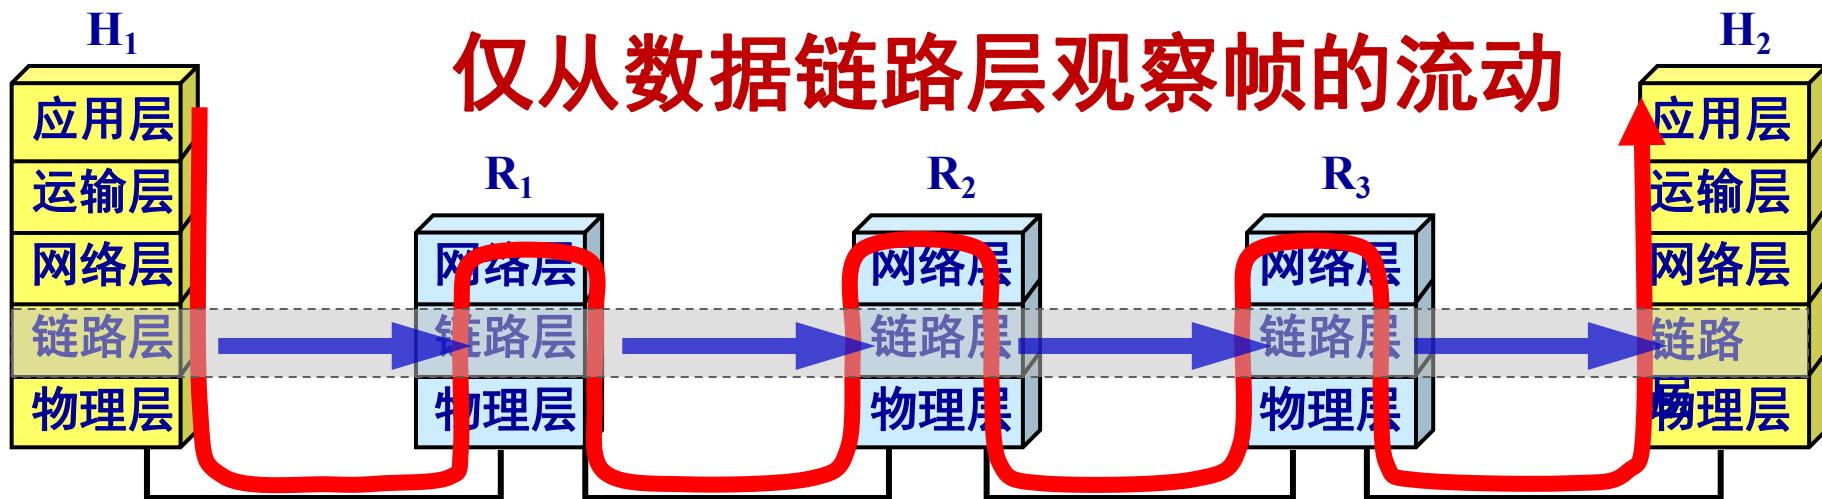 仅从数据链路层观察帧的流动
H₁
应用层
运输层
网络层
链路层
物理层
R₁
网络层
链路层
物理层
R₂
网络层
链路层
物理层
R₃
网络层
链路层
物理层
H₂
应用层
运输层
网络层
链路
层
物理层